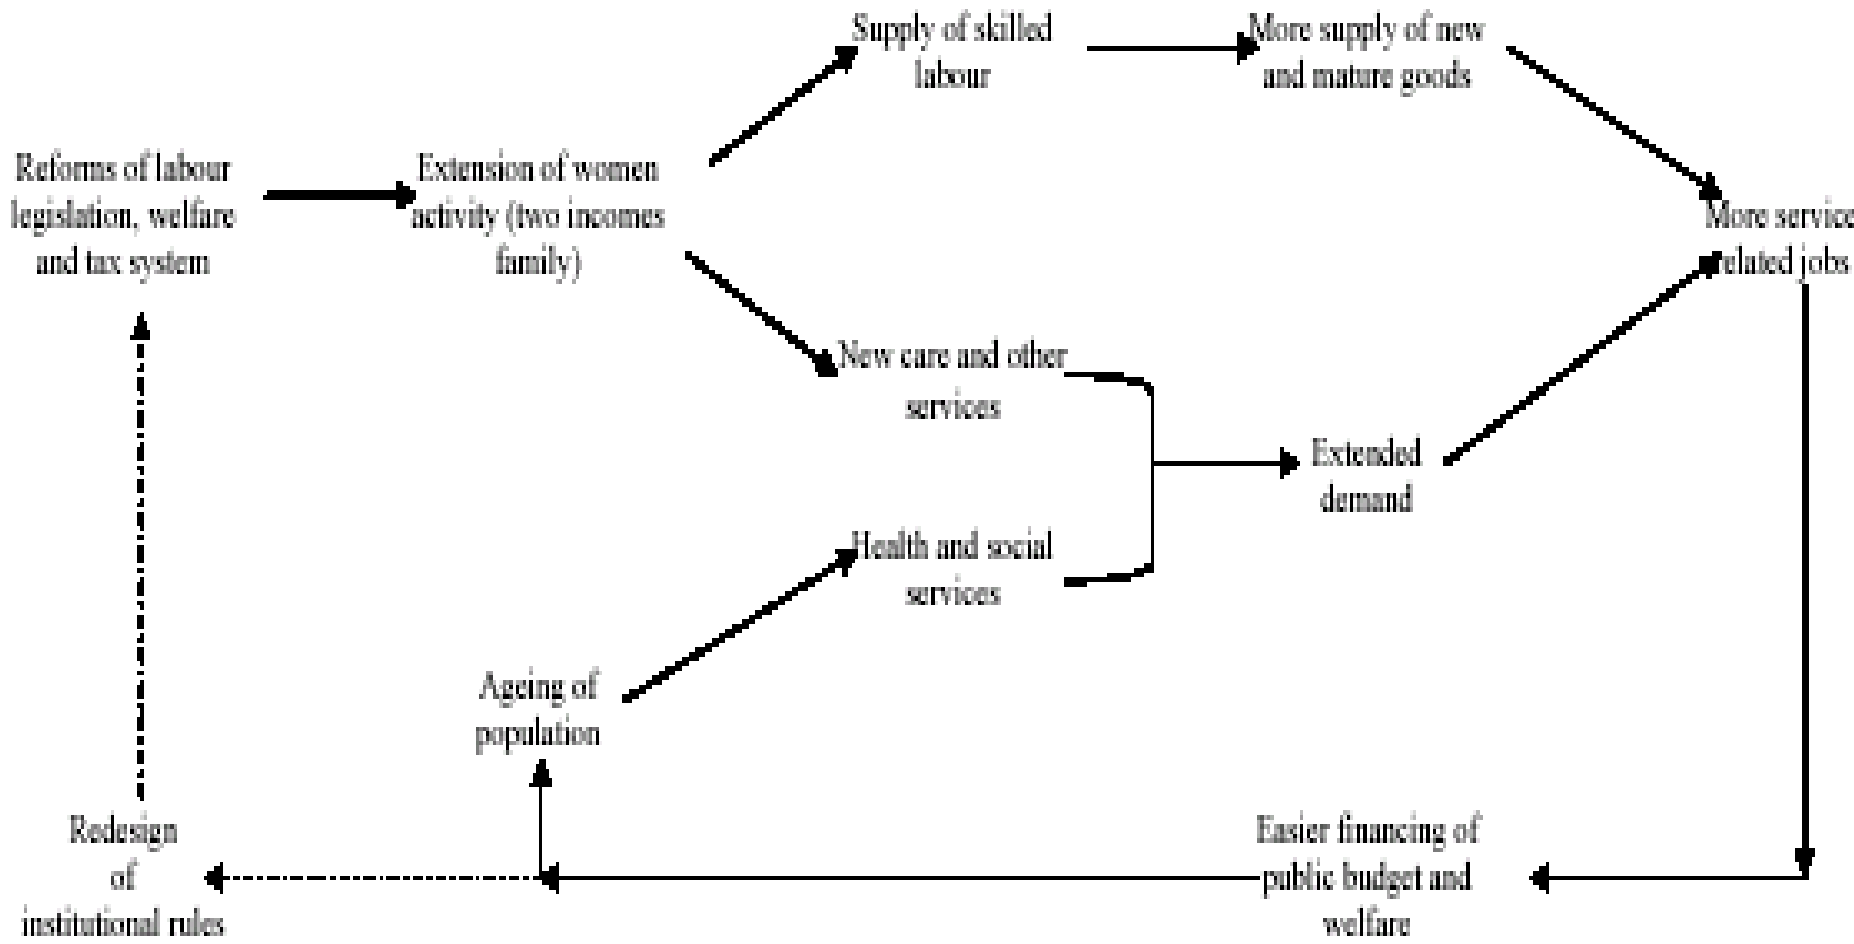 Supply of skilled
labour
More supply of new
and mature goods
Reforms of labour
legislation, welfare
and tax system
Extension of women
activity (two incomes
family)
More service
related jobs
New care and other
services
Extended
demand
Health and social
services
Ageing of
population
Redesign
of
institutional rules
Easier financing of
public budget and
welfare